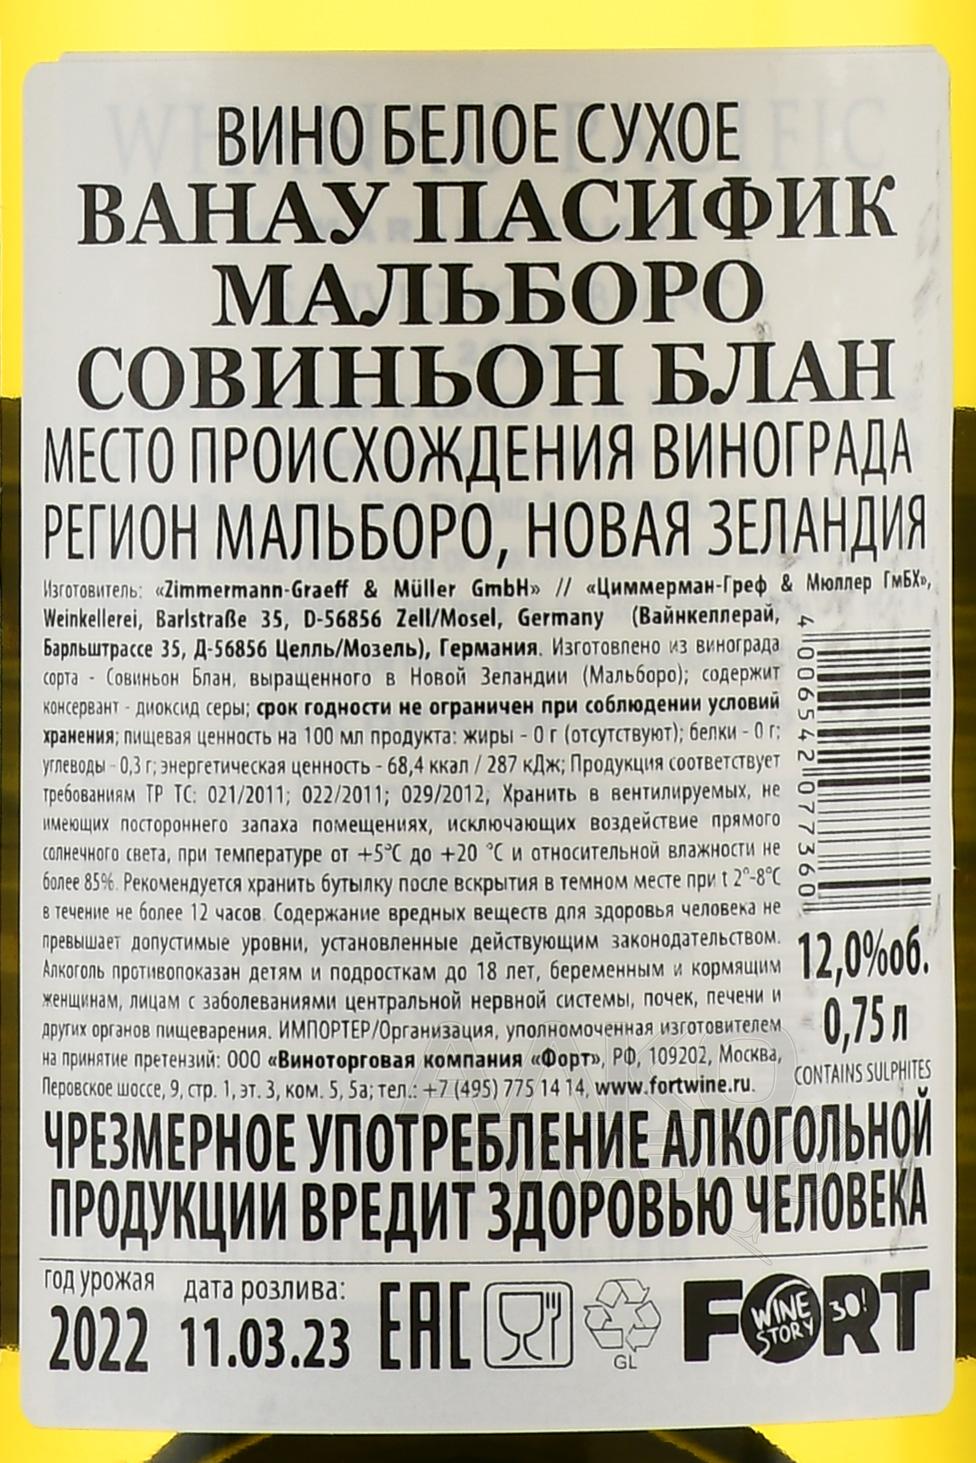 ВИНО БЕЛОЕ СУХОЕ
ВАНАУ ПАСИФИК
МАЛЬБОРО
СОВИНЬОН БЛАН
МЕСТО ПРОИСХОЖДЕНИЯ ВИНОГРАДА
РЕГИОН МАЛЬБОРО, НОВАЯ ЗЕЛАНДИЯ
Изготовитель: «Zimmermann-Graeff & Müller GmbH» // «Циммерман-Греф & Мюллер ГмБХ»,
Weinkellerei, Barlstraße 35, D-56856 Zell/Mosel, Germany (Вайнкеллерай,
Барльштрассе 35, Д-56856 Целль/Мозель), Германия. Изготовлено из винограда
сорта - Совиньон Блан, выращенного в Новой Зеландии (Мальборо); содержит
консервант - диоксид серы; срок годности не ограничен при соблюдении условий
хранения; пищевая ценность на 100 мл продукта: жиры - 0 г (отсутствуют); белки - 0 г;
углеводы - 0,3 г; энергетическая ценность - 68,4 ккал / 287 кДж; Продукция соответствует
требованиям ТР ТС: 021/2011; 022/2011; 029/2012, Хранить в вентилируемых, не
имеющих постороннего запаха помещениях, исключающих воздействие прямого
солнечного света, при температуре от +5°С до +20 °С и относительной влажности не
более 85%. Рекомендуется хранить бутылку после вскрытия в темном месте при t 2°-8°С
в течение не более 12 часов. Содержание вредных веществ для здоровья человека не
превышает допустимые уровни, установленные действующим законодательством.
Алкоголь противопоказан детям и подросткам до 18 лет, беременным и кормящим
женщинам, лицам с заболеваниями центральной нервной системы, почек, печени и
других органов пищеварения. ИМПОРТЕР/Организация, уполномоченная изготовителем
на принятие претензий: ООО «Виноторговая компания «Форт», РФ, 109202, Москва,
Перовское шоссе, 9, стр. 1, эт. 3, ком. 5, 5а; тел.: +7 (495) 775 14 14, www.fortwine.ru.
4 006542 077360
12,0%об.
0,75 л
CONTAINS SULPHITES
ЧРЕЗМЕРНОЕ УПОТРЕБЛЕНИЕ АЛКОГОЛЬНОЙ
ПРОДУКЦИИ ВРЕДИТ ЗДОРОВЬЮ ЧЕЛОВЕКА
год урожая
2022
дата розлива:
11.03.23
ЕАС
GL
FORT
WINE STORY 30!